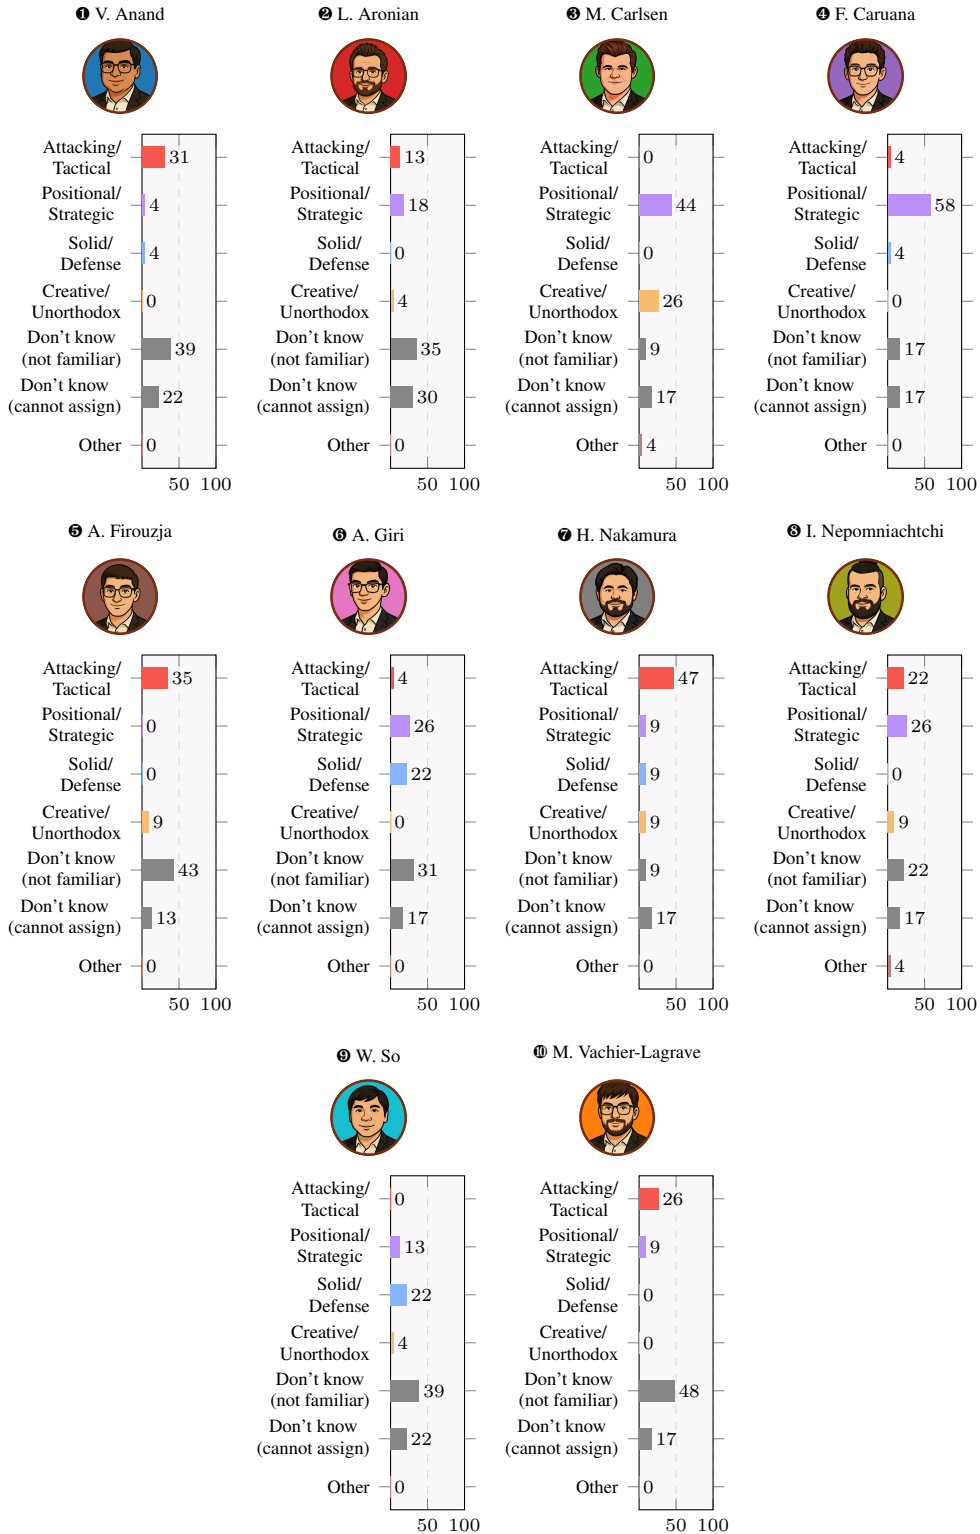 ❶ V. Anand
Attacking/
Tactical
31
Positional/
Strategic
4
Solid/
Defense
4
Creative/
Unorthodox
0
Don't know
(not familiar)
39
Don't know
(cannot assign)
22
Other
0
50 100
❷ L. Aronian
Attacking/
Tactical
13
Positional/
Strategic
18
Solid/
Defense
0
Creative/
Unorthodox
4
Don't know
(not familiar)
35
Don't know
(cannot assign)
30
Other
0
50 100
❸ M. Carlsen
Attacking/
Tactical
0
Positional/
Strategic
44
Solid/
Defense
0
Creative/
Unorthodox
26
Don't know
(not familiar)
9
Don't know
(cannot assign)
17
Other
4
50 100
❹ F. Caruana
Attacking/
Tactical
4
Positional/
Strategic
58
Solid/
Defense
4
Creative/
Unorthodox
0
Don't know
(not familiar)
17
Don't know
(cannot assign)
17
Other
0
50 100
❺ A. Firouzja
Attacking/
Tactical
35
Positional/
Strategic
0
Solid/
Defense
0
Creative/
Unorthodox
9
Don't know
(not familiar)
43
Don't know
(cannot assign)
13
Other
0
50 100
❻ A. Giri
Attacking/
Tactical
4
Positional/
Strategic
26
Solid/
Defense
22
Creative/
Unorthodox
0
Don't know
(not familiar)
31
Don't know
(cannot assign)
17
Other
0
50 100
❼ H. Nakamura
Attacking/
Tactical
47
Positional/
Strategic
9
Solid/
Defense
9
Creative/
Unorthodox
9
Don't know
(not familiar)
9
Don't know
(cannot assign)
17
Other
0
50 100
❽ I. Nepomniachtchi
Attacking/
Tactical
22
Positional/
Strategic
26
Solid/
Defense
0
Creative/
Unorthodox
9
Don't know
(not familiar)
22
Don't know
(cannot assign)
17
Other
4
50 100
❾ W. So
Attacking/
Tactical
0
Positional/
Strategic
13
Solid/
Defense
22
Creative/
Unorthodox
4
Don't know
(not familiar)
39
Don't know
(cannot assign)
22
Other
0
50 100
❿ M. Vachier-Lagrave
Attacking/
Tactical
26
Positional/
Strategic
9
Solid/
Defense
0
Creative/
Unorthodox
0
Don't know
(not familiar)
48
Don't know
(cannot assign)
17
Other
0
50 100